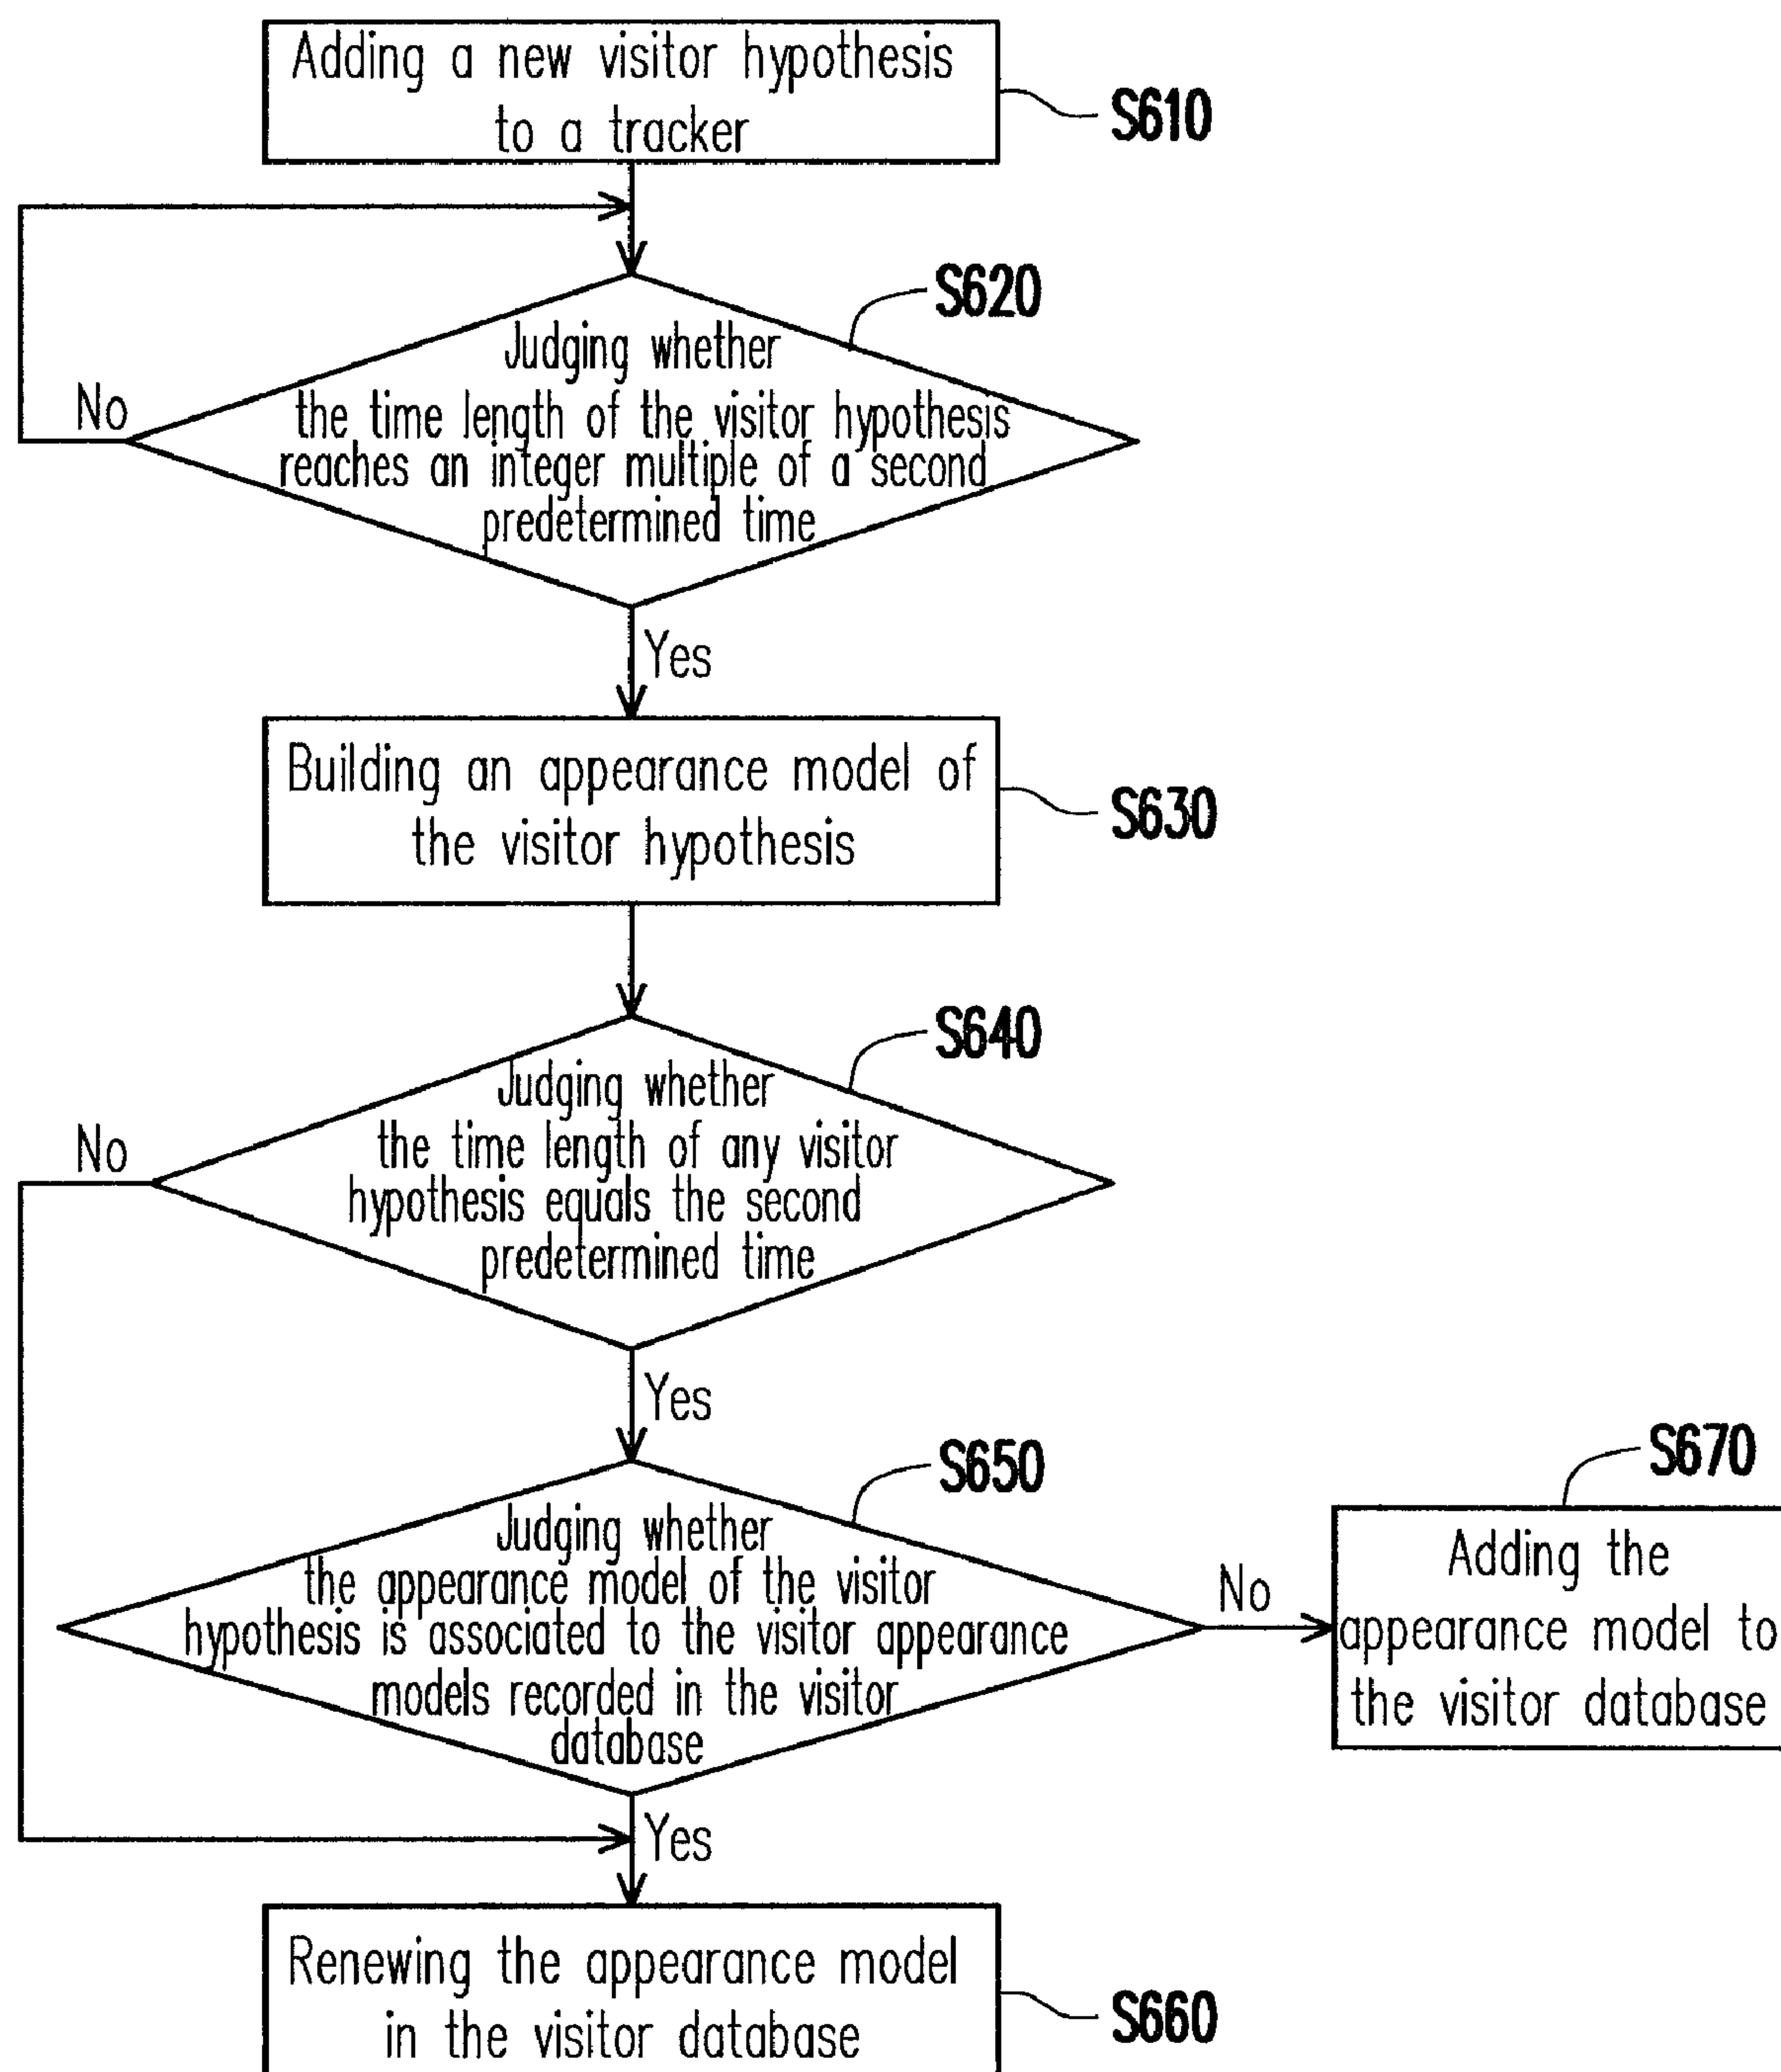 Adding a new visitor hypothesis
to a tracker
S610
S620
Judging whether
the time length of the visitor hypothesis
reaches an integer multiple of a second
predetermined time
No
Yes
Building an appearance model of
the visitor hypothesis
S630
S640
Judging whether
the time length of any visitor
hypothesis equals the second
predetermined time
No
Yes
S650
Judging whether
the appearance model of the visitor
hypothesis is associated to the visitor appearance
models recorded in the visitor
database
No
S670
Adding the
appearance model to
the visitor database
Yes
Renewing the appearance model
in the visitor database
S660